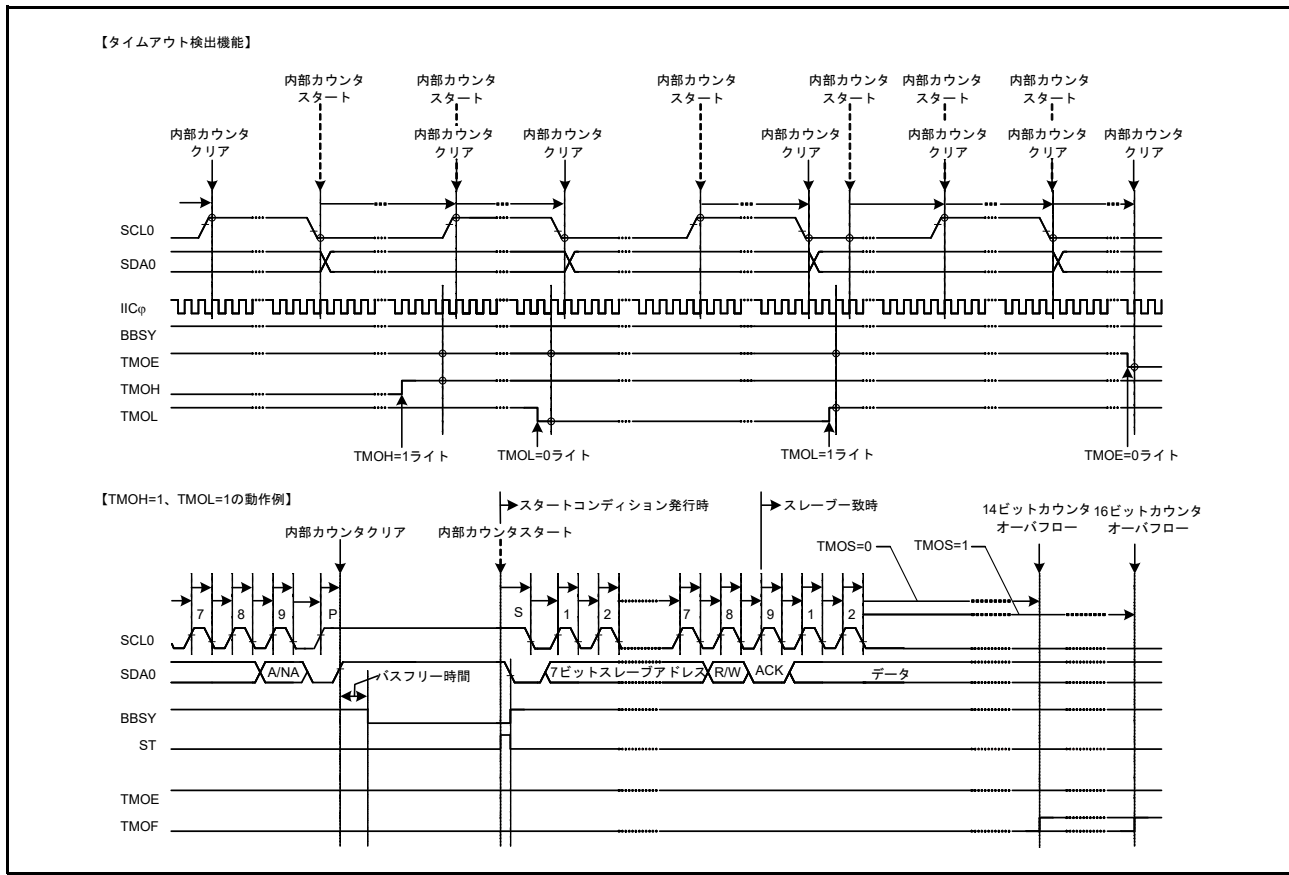 【タイムアウト検出機能】
内部カウンタ
スタート
内部カウンタ
スタート
内部カウンタ
スタート
内部カウンタ
スタート
内部カウンタ
スタート
内部カウンタ
スタート
内部カウンタ
クリア
内部カウンタ
クリア
内部カウンタ
クリア
内部カウンタ
クリア
内部カウンタ
クリア
内部カウンタ
クリア
内部カウンタ
クリア
SCL0
SDA0
IICφ
BBSY
TMOE
TMOH
TMOL
TMOH=1ライト
TMOL=0ライト
TMOL=1ライト
TMOE=0ライト
【TMOH=1、TMOL=1の動作例】
スタートコンディション発行時
スレーブ一致時
内部カウンタクリア
内部カウンタスタート
14ビットカウンタ
オーバフロー
16ビットカウンタ
オーバフロー
TMOS=0
TMOS=1
7 8 9 P S 1 2 7 8 9 1 2
SCL0
SDA0 A/NA バスフリー時間 7ビットスレーブアドレス R/W ACK データ
BBSY
ST
TMOE
TMOF